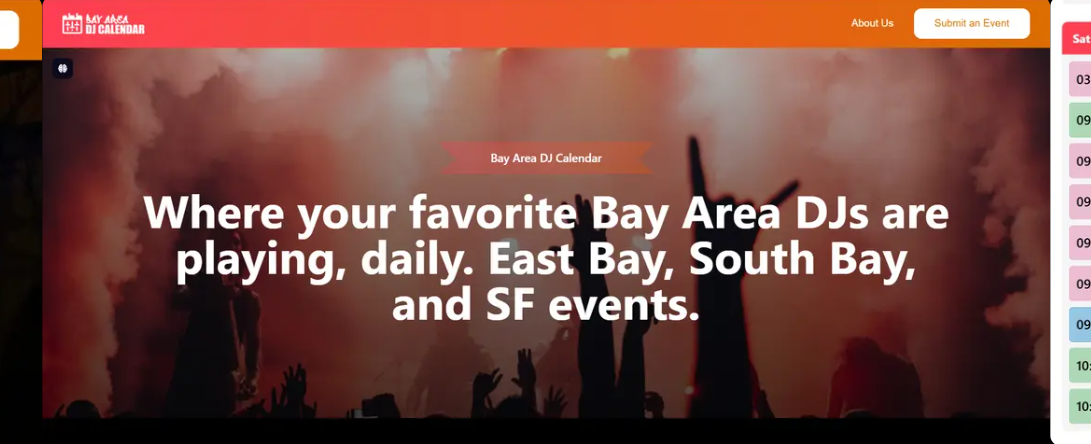 BAY AREA
DJ CALENDAR
About Us
Submit an Event
Bay Area DJ Calendar
Where your favorite Bay Area DJs are
playing, daily. East Bay, South Bay,
and SF events.
Sat
03
09
09
09
09
09
09
10:
10: